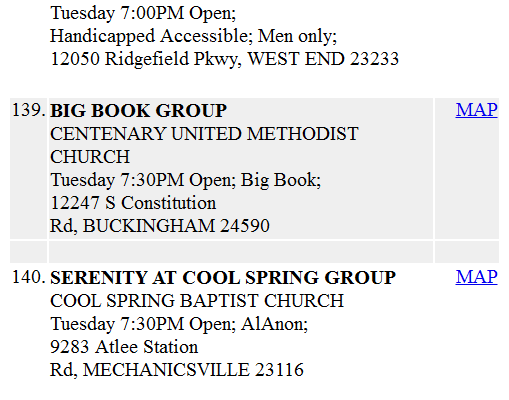 Tuesday 7:00PM Open;
Handicapped Accessible; Men only;
12050 Ridgefield Pkwy, WEST END 23233
139. BIG BOOK GROUP MAP
CENTENARY UNITED METHODIST
CHURCH
Tuesday 7:30PM Open; Big Book;
12247 S Constitution
Rd, BUCKINGHAM 24590
140. SERENITY AT COOL SPRING GROUP MAP
COOL SPRING BAPTIST CHURCH
Tuesday 7:30PM Open; AlAnon;
9283 Atlee Station
Rd, MECHANICSVILLE 23116